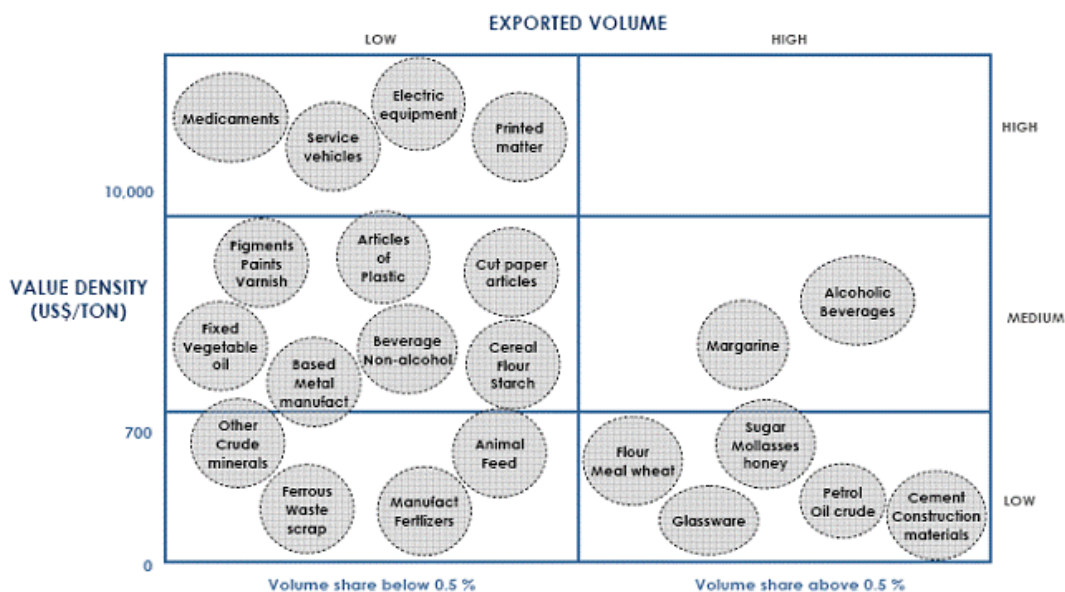 EXPORTED VOLUME
LOW
HIGH
Medicaments
Service
vehicles
Electric
equipment
Printed
matter
HIGH
10,000
VALUE DENSITY
(US$/TON)
Pigments
Paints
Varnish
Articles
of
Plastic
Cut paper
articles
Fixed
Vegetable
oil
Based
Metal
manufact
Beverage
Non-alcohol
Cereal
Flour
Starch
Margarine
Alcoholic
Beverages
MEDIUM
700
Other
Crude
minerals
Ferrous
Waste
scrap
Manufact
Fertlizers
Animal
Feed
Flour
Meal wheat
Glassware
Sugar
Mollasses
honey
Petrol
Oil crude
Cement
Construction
materials
LOW
0
Volume share below 0.5 %
Volume share above 0.5 %